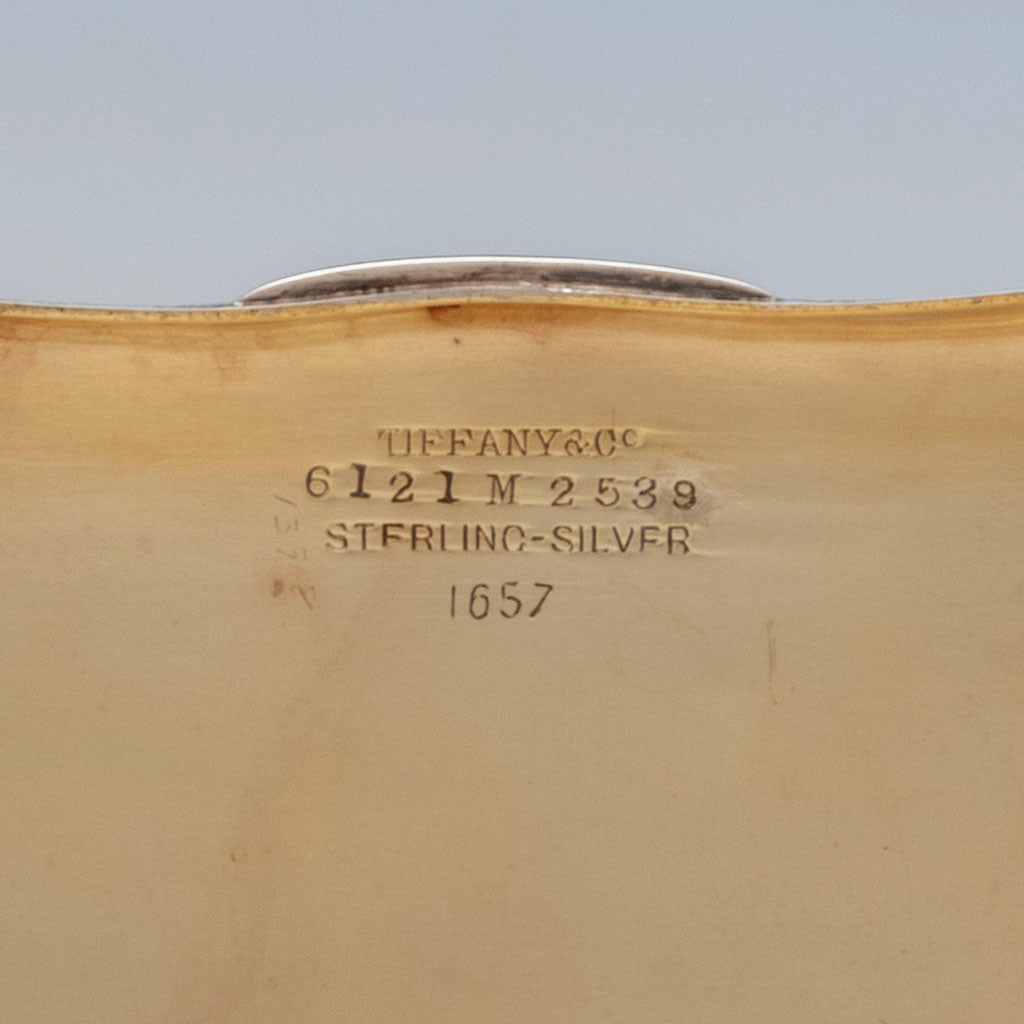 TIFFANY & Co
6121 M 2539
STERLING-SILVER
1657